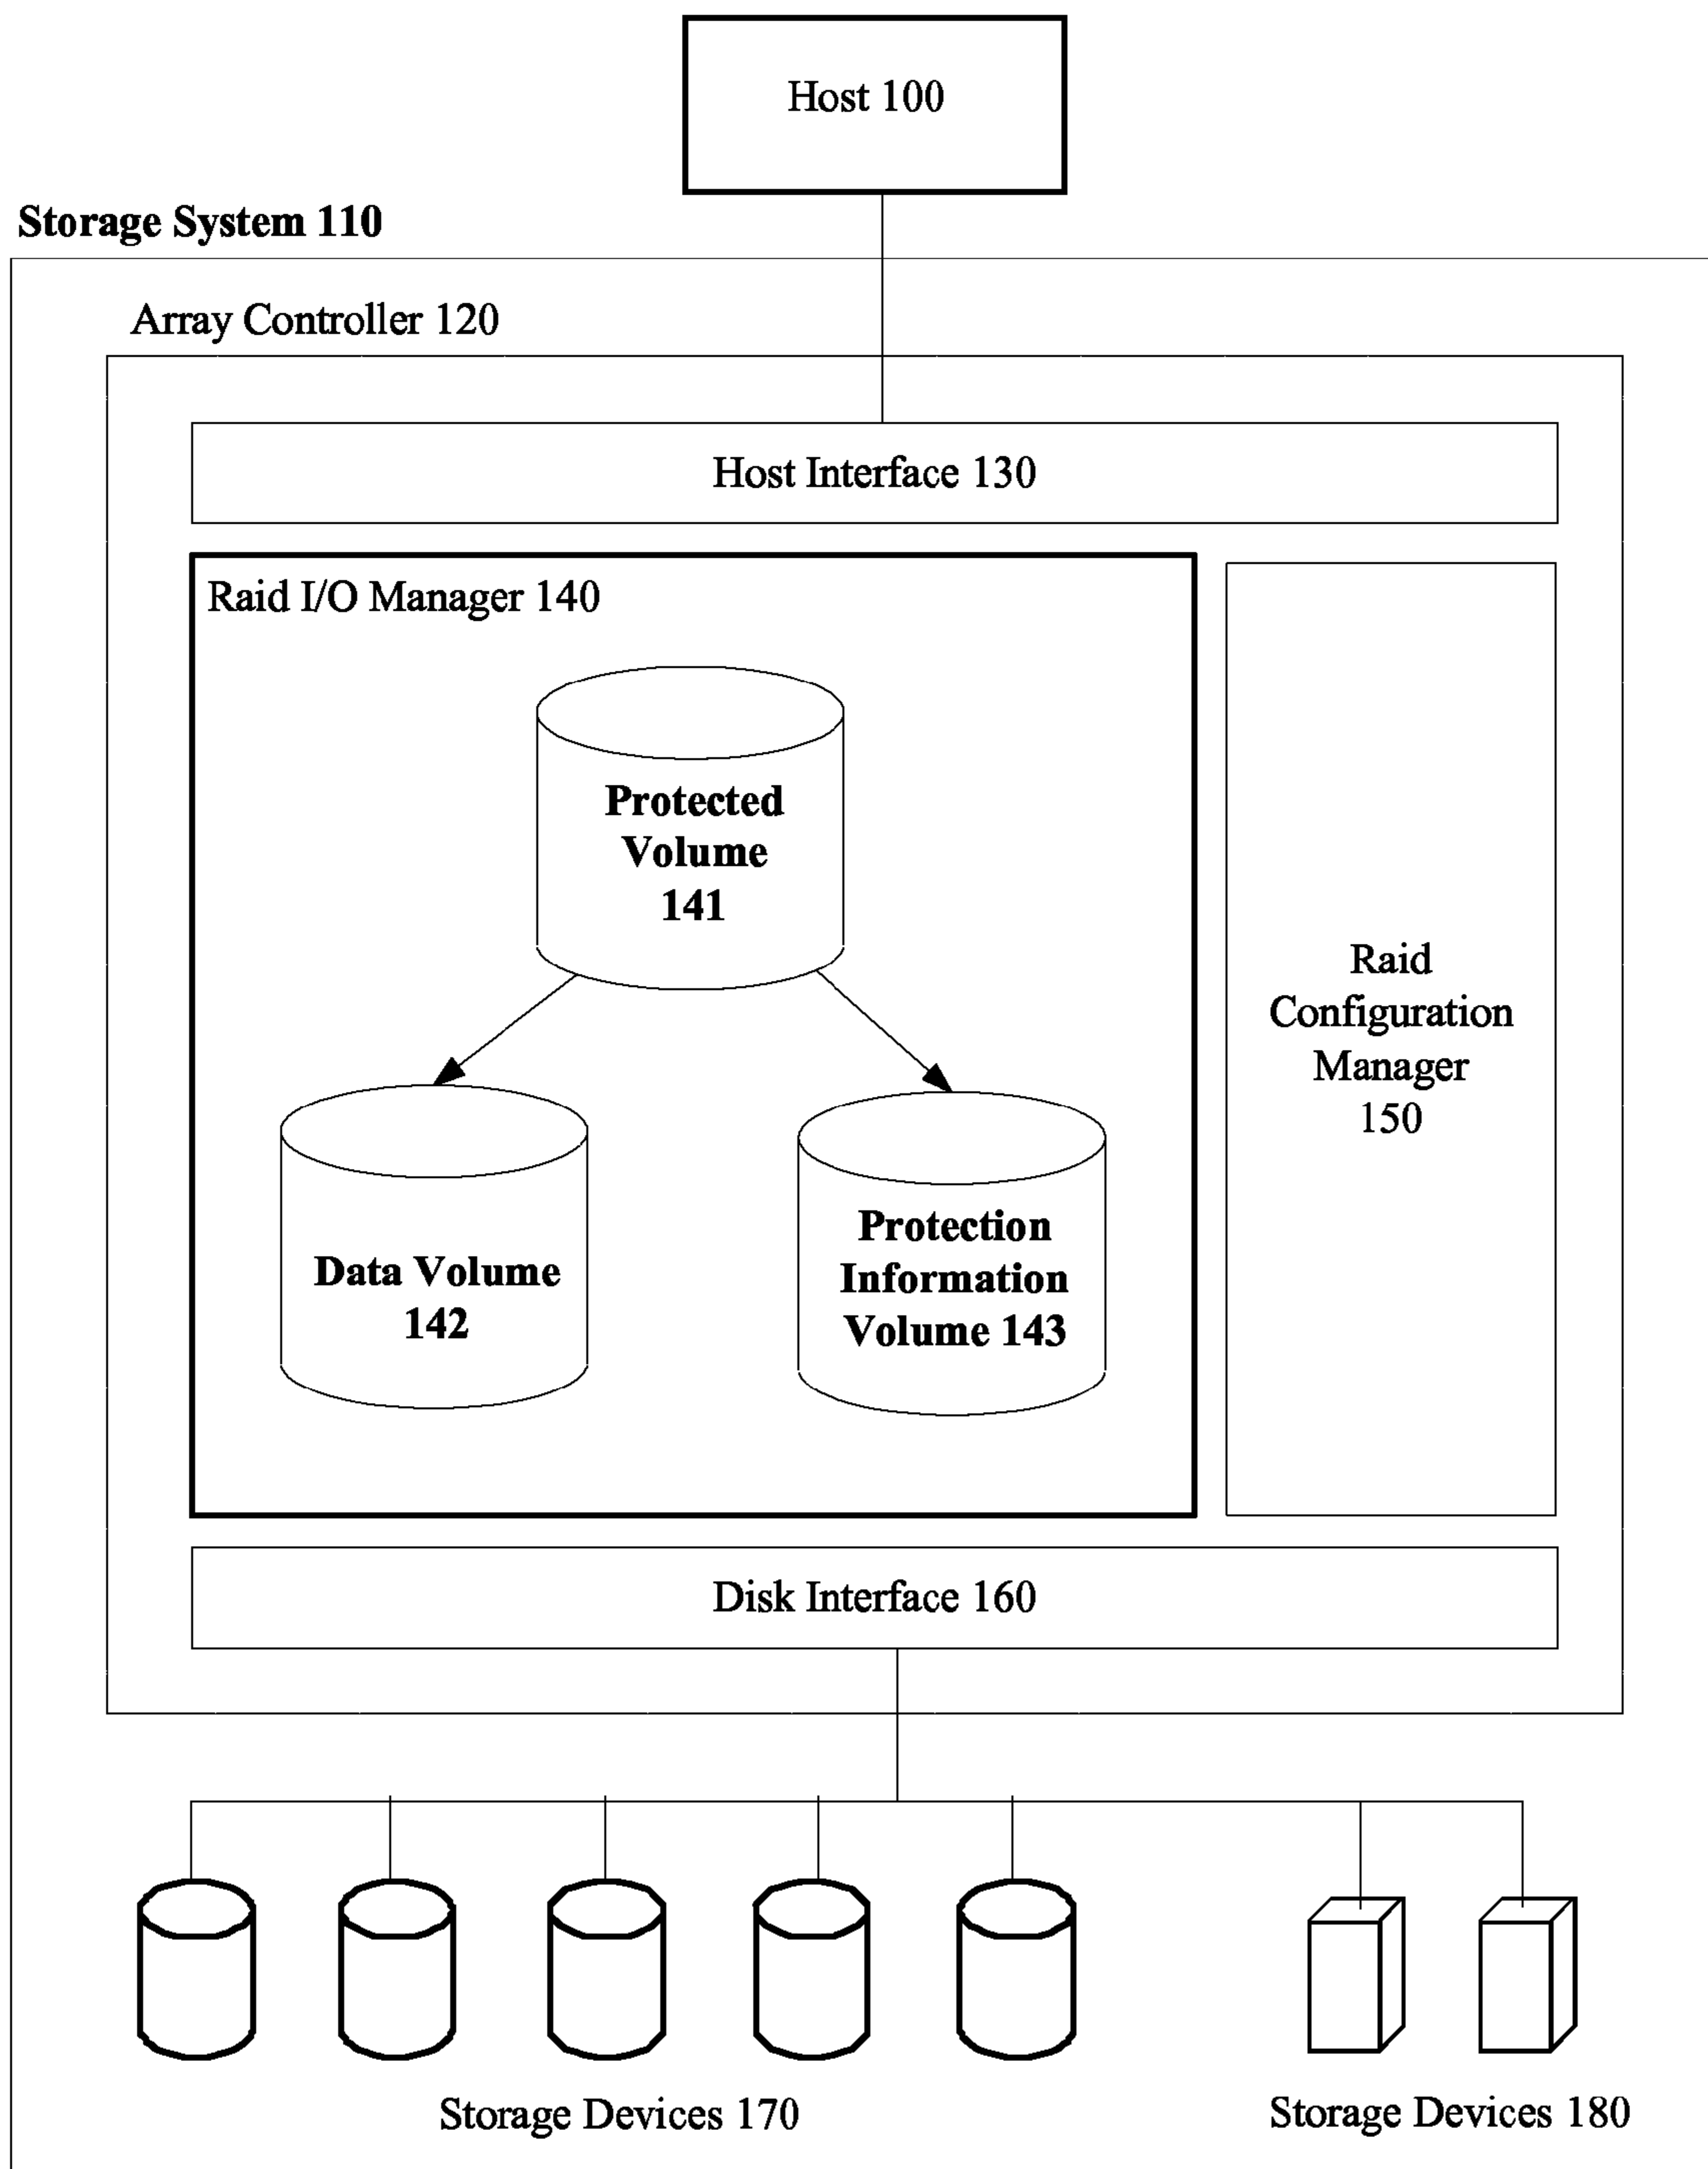 Host 100
Storage System 110
Array Controller 120
Host Interface 130
Raid I/O Manager 140
Protected
Volume
141
Raid
Configuration
Manager
150
Data Volume
142
Protection
Information
Volume 143
Disk Interface 160
Storage Devices 170
Storage Devices 180